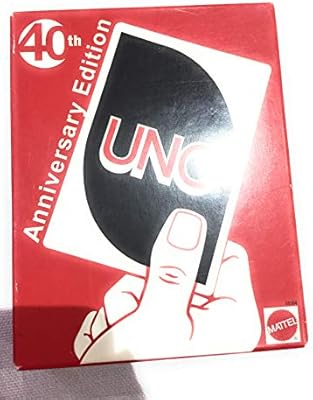 40th
Anniversary Edition
UNO
MATTEL